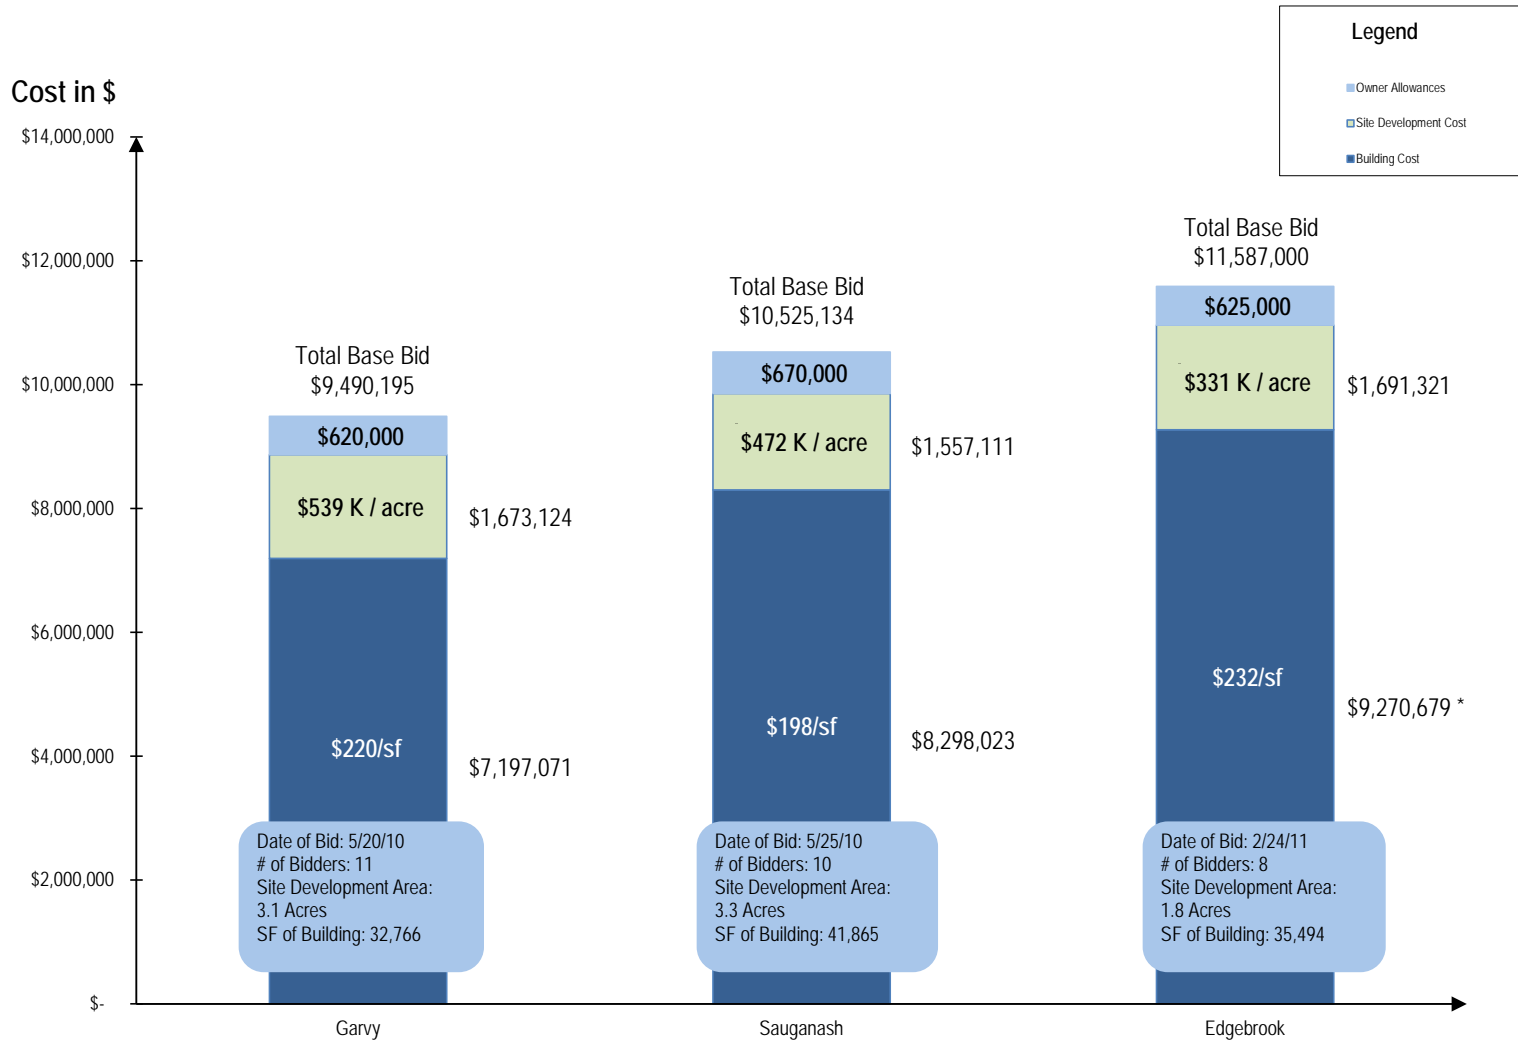 Legend
Owner Allowances
Site Development Cost
Building Cost
Cost in $
$14,000,000
$12,000,000
$10,000,000
$8,000,000
$6,000,000
$4,000,000
$2,000,000
$-
Total Base Bid
$9,490,195
$620,000
$539 K / acre
$1,673,124
$220/sf
$7,197,071
Date of Bid: 5/20/10
# of Bidders: 11
Site Development Area:
3.1 Acres
SF of Building: 32,766
Garvy
Total Base Bid
$10,525,134
$670,000
$472 K / acre
$1,557,111
$198/sf
$8,298,023
Date of Bid: 5/25/10
# of Bidders: 10
Site Development Area:
3.3 Acres
SF of Building: 41,865
Sauganash
Total Base Bid
$11,587,000
$625,000
$331 K / acre
$1,691,321
$232/sf
$9,270,679 *
Date of Bid: 2/24/11
# of Bidders: 8
Site Development Area:
1.8 Acres
SF of Building: 35,494
Edgebrook